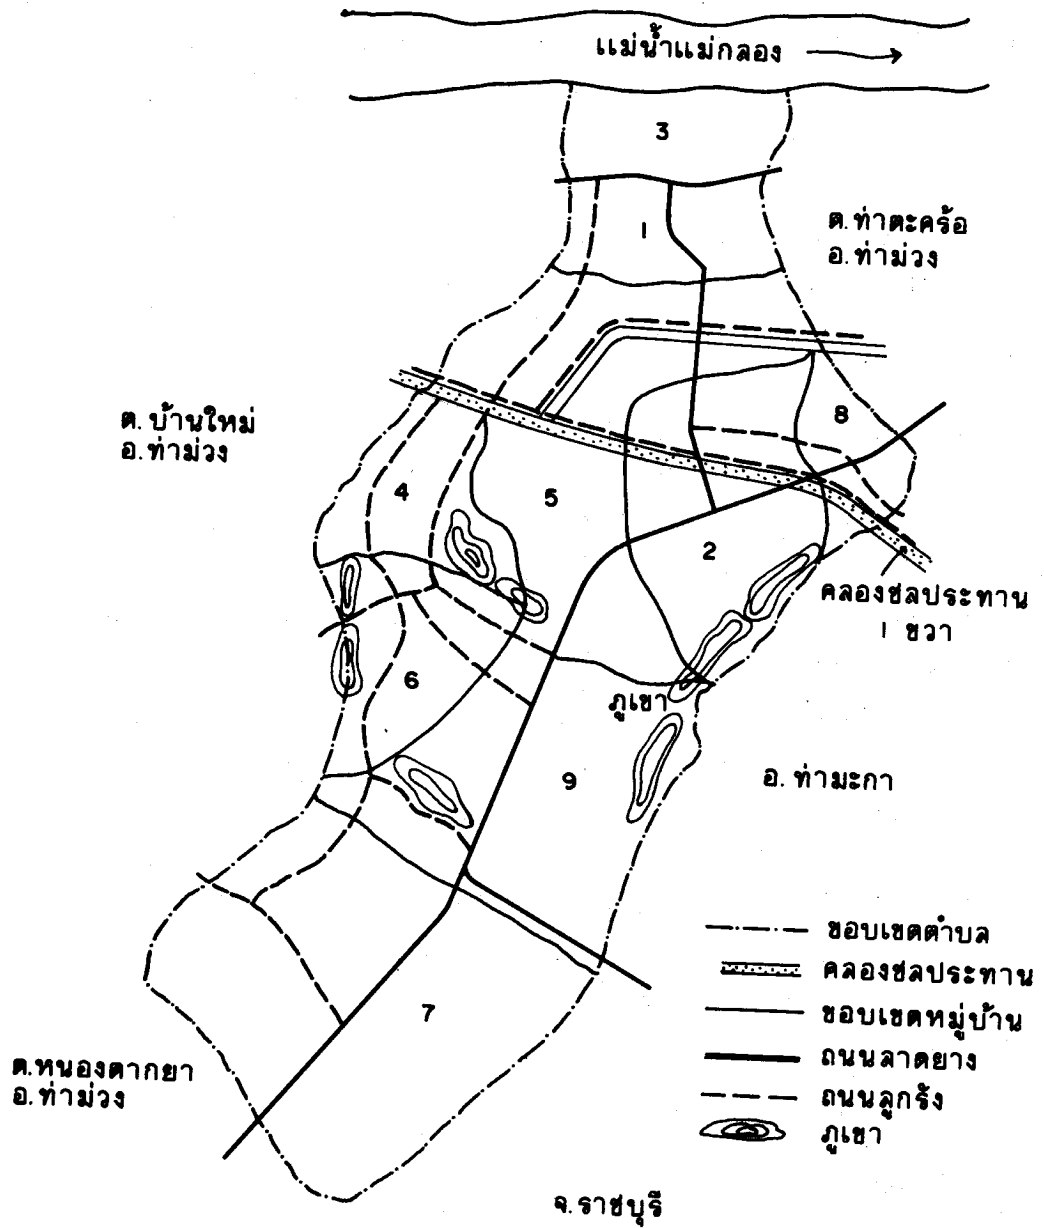 แม่น้ำแม่กลอง
3
1
ต.ท่าตะคร้อ
อ.ท่าม่วง
8
ต.บ้านใหม่
อ.ท่าม่วง
4
5
2
คลองชลประทาน
1 ขวา
6
ภูเขา
9
อ.ท่ามะกา
ขอบเขตตำบล
คลองชลประทาน
7
ขอบเขตหมู่บ้าน
ถนนลาดยาง
ต.หนองตากยา
อ.ท่าม่วง
ถนนลูกรัง
ภูเขา
จ.ราชบุรี